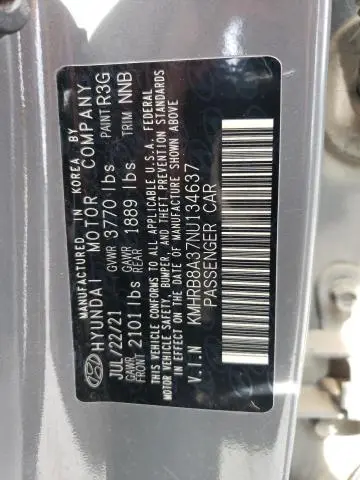 MANUFACTURED IN KOREA BY
HYUNDAI MOTOR COMPANY
JUL/22/21 GVWR 3770 lbs PAINT R3G
GAWR FRONT 2101 lbs GAWR REAR 1889 lbs TRIM NNB
THIS VEHICLE CONFORMS TO ALL APPLICABLE U.S.A. FEDERAL
MOTOR VEHICLE SAFETY, BUMPER, AND THEFT PREVENTION STANDARDS
IN EFFECT ON THE DATE OF MANUFACTURE SHOWN ABOVE.
V.I.N KMHRB8A37NU134637
PASSENGER CAR